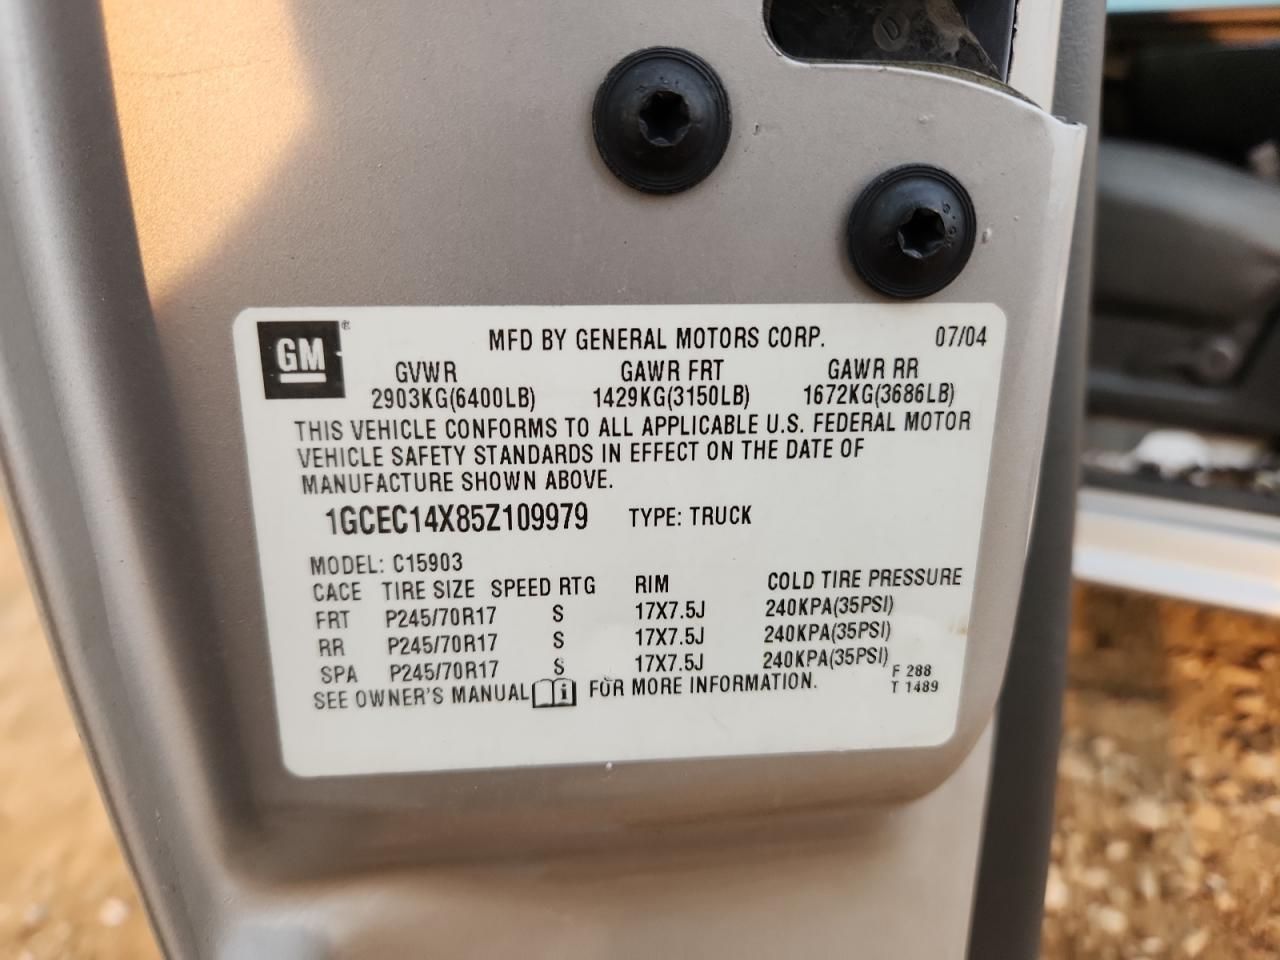 GM®
MFD BY GENERAL MOTORS CORP. 07/04
GVWR GAWR FRT GAWR RR
2903KG(6400LB) 1429KG(3150LB) 1672KG(3686LB)
THIS VEHICLE CONFORMS TO ALL APPLICABLE U.S. FEDERAL MOTOR
VEHICLE SAFETY STANDARDS IN EFFECT ON THE DATE OF
MANUFACTURE SHOWN ABOVE.
1GCEC14X85Z109979 TYPE: TRUCK
MODEL: C15903
CACE TIRE SIZE SPEED RTG RIM COLD TIRE PRESSURE
FRT P245/70R17 S 17X7.5J 240KPA(35PSI)
RR P245/70R17 S 17X7.5J 240KPA(35PSI)
SPA P245/70R17 S 17X7.5J 240KPA(35PSI)
SEE OWNER'S MANUAL i FOR MORE INFORMATION.
F 288
T 1489